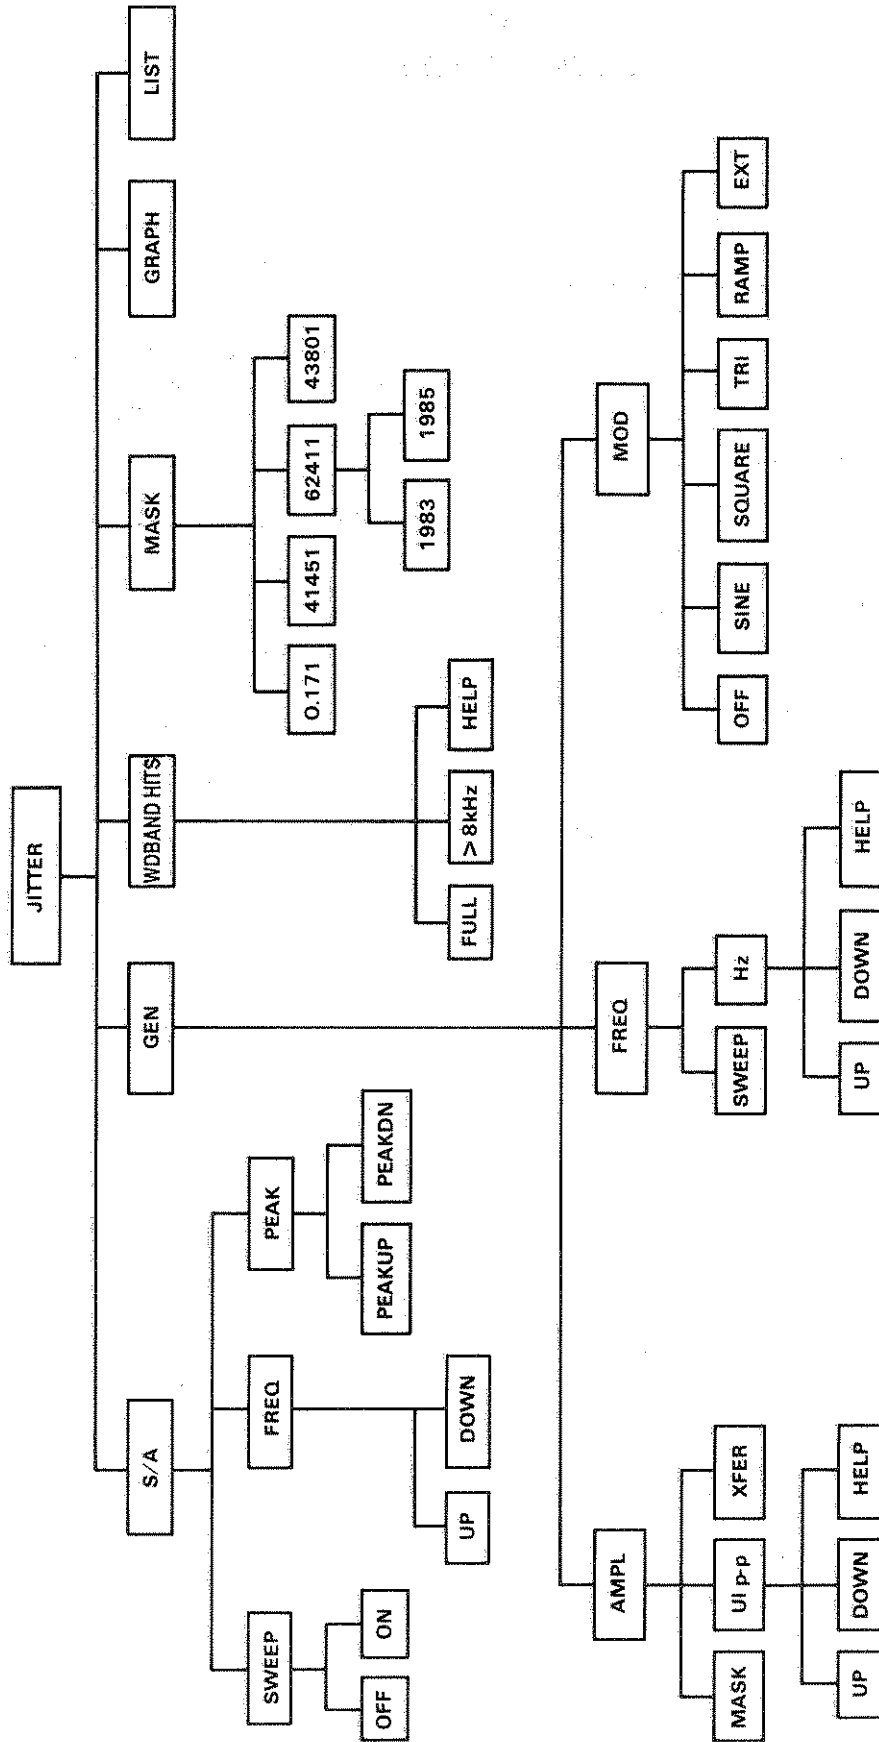 JITTER
S/A
GEN
WDBAND HITS
MASK
GRAPH
LIST
SWEEP
FREQ
PEAK
OFF
ON
UP
DOWN
PEAKUP
PEAKDN
FULL
> 8kHz
HELP
0.171
41451
62411
43801
1983
1985
AMPL
FREQ
MOD
MASK
UI p-p
XFER
UP
DOWN
HELP
SWEEP
Hz
UP
DOWN
HELP
OFF
SINE
SQUARE
TRI
RAMP
EXT